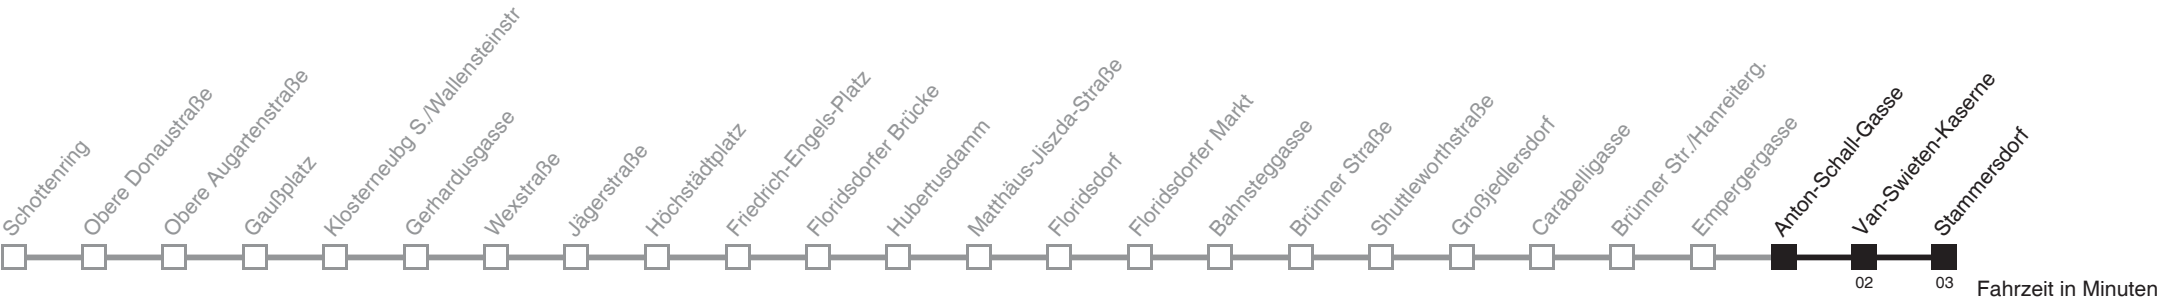 Schottenring
Obere Donaustraße
Obere Augartenstraße
Gaußplatz
Klosterneubg S./Wallensteinstr
Gerhardusgasse
Wexstraße
Jägerstraße
Höchstädtplatz
Friedrich-Engels-Platz
Floridsdorfer Brücke
Hubertusdamm
Matthäus-Jiszda-Straße
Floridsdorf
Floridsdorfer Markt
Bahnsteggasse
Brünner Straße
Shuttleworthstraße
Großjedlersdorf
Carabelligasse
Brünner Str./Hanreiterg.
Empergergasse
Anton-Schall-Gasse
Van-Swieten-Kaserne
Stammersdorf
02
03
Fahrzeit in Minuten